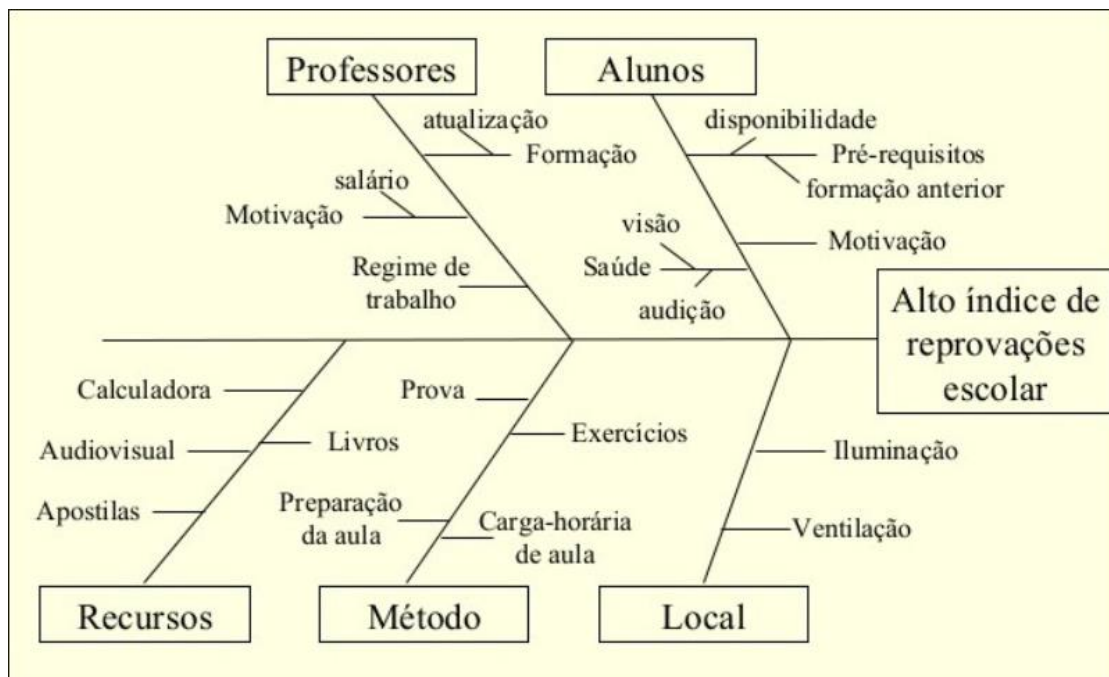 Professores
Alunos
atualização
Formação
salário
Motivação
Regime de
trabalho
disponibilidade
Pré-requisitos
formação anterior
Motivação
visão
Saúde
audição
Alto índice de
reprovações
escolar
Calculadora
Audiovisual
Livros
Apostilas
Prova
Exercícios
Preparação
da aula
Carga-horária
de aula
Iluminação
Ventilação
Recursos
Método
Local